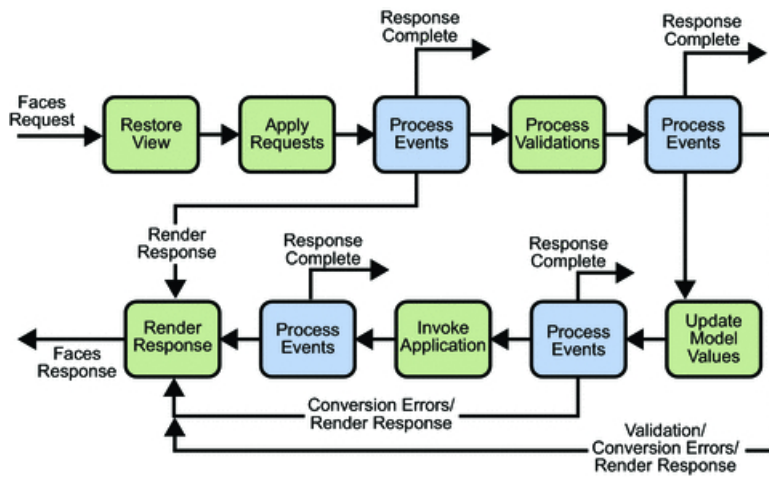 Response
Complete
Response
Complete
Faces
Request
Restore
View
Apply
Requests
Process
Events
Process
Validations
Process
Events
Render
Response
Response
Complete
Response
Complete
Render
Response
Process
Events
Invoke
Application
Process
Events
Update
Model
Values
Faces
Response
Conversion Errors/
Render Response
Validation/
Conversion Errors/
Render Response